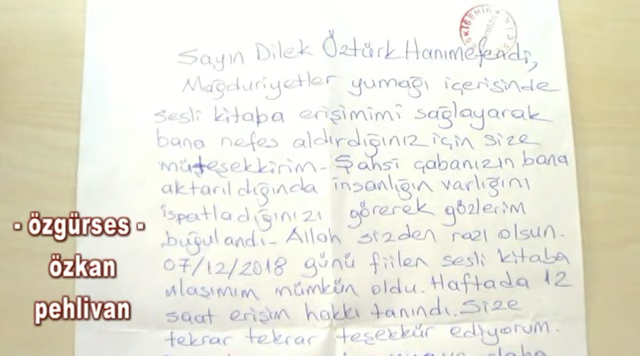 Sayın Dilek Öztürk Hanımefendi,
Mağduriyetler yumağı içerisinde
sesli kitaba erişimimi sağlayarak
bana nefes aldırdığınız için size
müteşekkirim. Şahsi çabanızın bana
aktarıldığında insanlığın varlığını
ispatladığınızı görerek gözlerim
buğulandı. Allah sizden razı olsun.
07/12/2018 günü fiilen sesli kitaba
ulaşımım mümkün oldu. Haftada 12
saat erişim hakkı tanındı. Size
tekrar tekrar teşekkür ediyorum.
- özgürses -
özkan
pehlivan